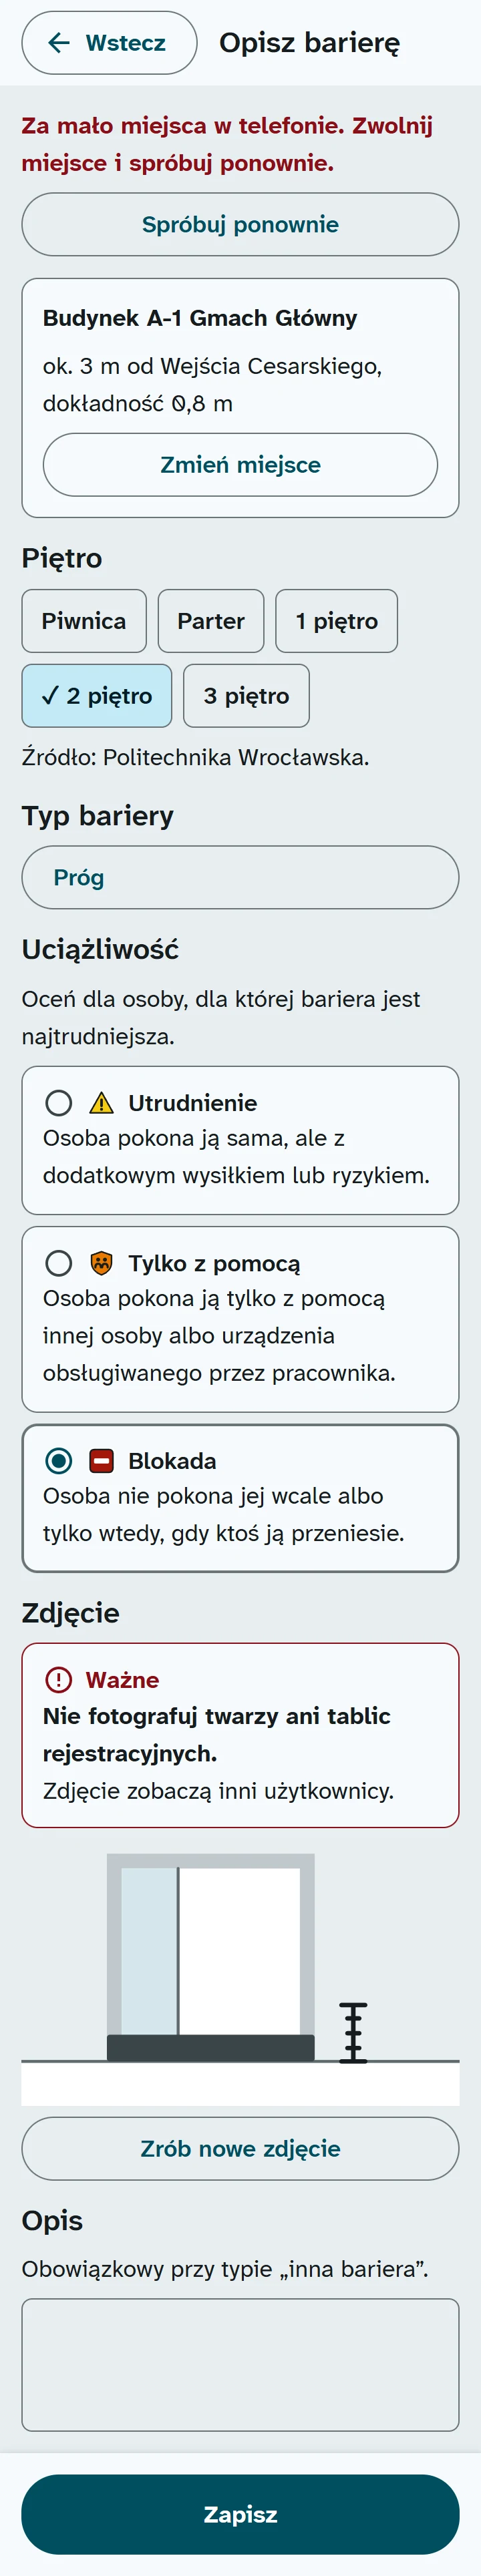 Wstecz
Opisz barierę
Za mało miejsca w telefonie. Zwolnij
miejsce i spróbuj ponownie.
Spróbuj ponownie
Budynek A-1 Gmach Główny
ok. 3 m od Wejścia Cesarskiego,
dokładność 0,8 m
Zmień miejsce
Piętro
Piwnica
Parter
1 piętro
✓ 2 piętro
3 piętro
Źródło: Politechnika Wrocławska.
Typ bariery
Próg
Uciążliwość
Oceń dla osoby, dla której bariera jest
najtrudniejsza.
Utrudnienie
Osoba pokona ją sama, ale z
dodatkowym wysiłkiem lub ryzykiem.
Tylko z pomocą
Osoba pokona ją tylko z pomocą
innej osoby albo urządzenia
obsługiwanego przez pracownika.
Blokada
Osoba nie pokona jej wcale albo
tylko wtedy, gdy ktoś ją przeniesie.
Zdjęcie
Ważne
Nie fotografuj twarzy ani tablic
rejestracyjnych.
Zdjęcie zobaczą inni użytkownicy.
Zrób nowe zdjęcie
Opis
Obowiązkowy przy typie „inna bariera”.
Zapisz